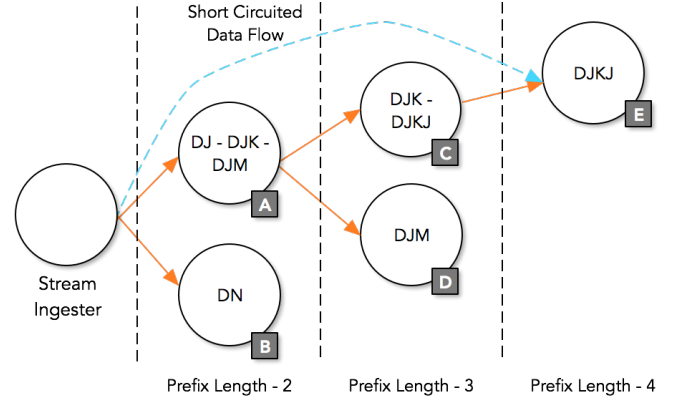 Short Circuited
Data Flow
DJKJ
E
DJK -
DJKJ
C
DJ - DJK -
DJM
A
DJM
D
Stream
Ingester
DN
B
Prefix Length - 2
Prefix Length - 3
Prefix Length - 4